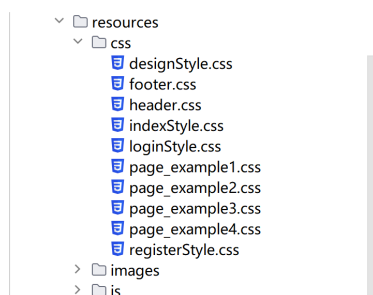 resources
css
designStyle.css
footer.css
header.css
indexStyle.css
loginStyle.css
page_example1.css
page_example2.css
page_example3.css
page_example4.css
registerStyle.css
images
js